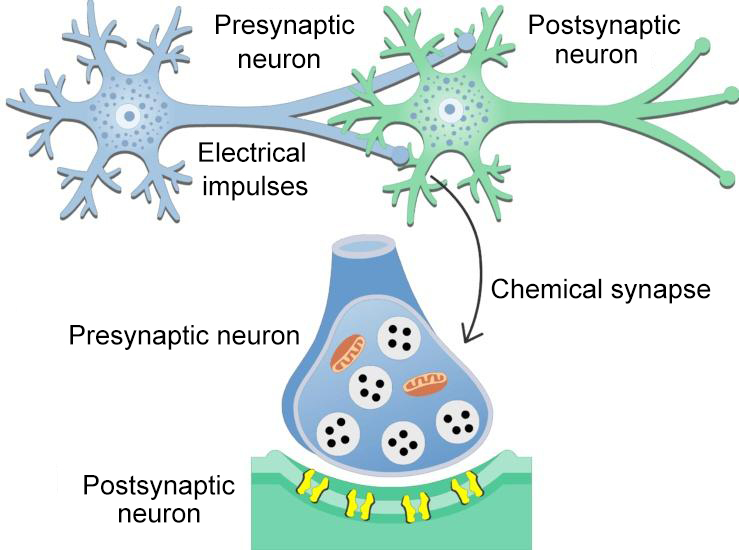 Presynaptic
neuron
Postsynaptic
neuron
Electrical
impulses
Chemical synapse
Presynaptic neuron
Postsynaptic
neuron